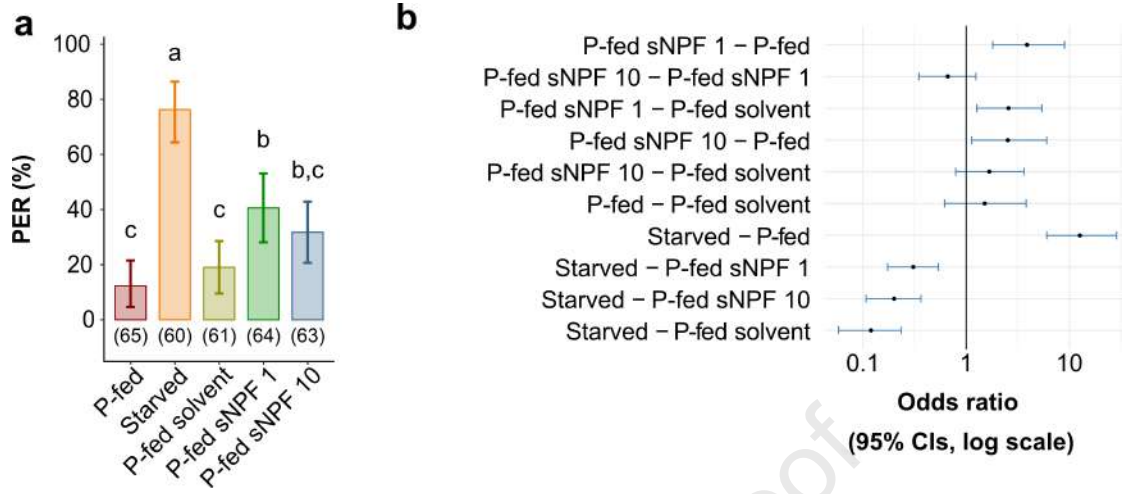 a
100
80
60
40
20
0
PER (%)
a
b
b,c
c
c
(65) (60) (61) (64) (63)
P-fed
Starved
P-fed solvent
P-fed sNPF 1
P-fed sNPF 10
b
P-fed sNPF 1 − P-fed
P-fed sNPF 10 − P-fed sNPF 1
P-fed sNPF 1 − P-fed solvent
P-fed sNPF 10 − P-fed
P-fed sNPF 10 − P-fed solvent
P-fed − P-fed solvent
Starved − P-fed
Starved − P-fed sNPF 1
Starved − P-fed sNPF 10
Starved − P-fed solvent
0.1 1 10
Odds ratio
(95% CIs, log scale)